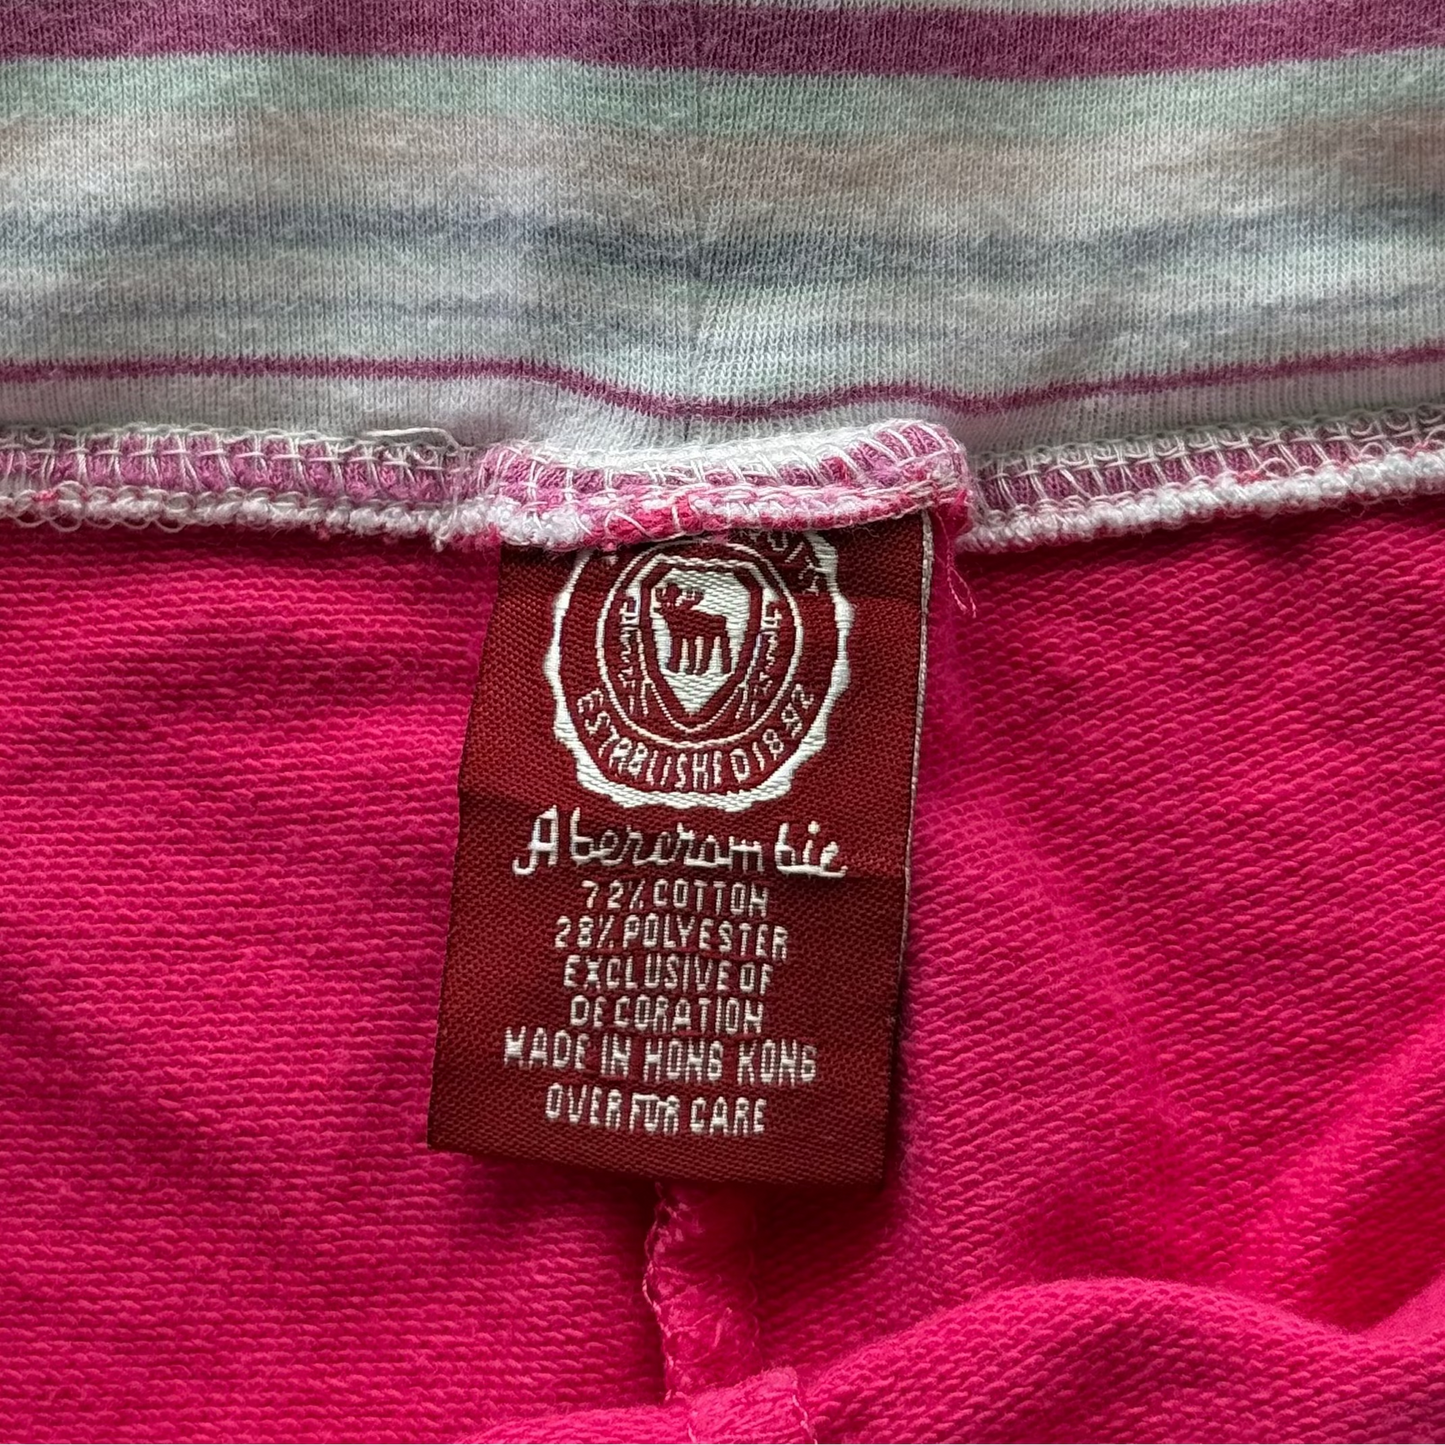 ESTABLISHED 1892
Abercrombie
72% COTTON
28% POLYESTER
EXCLUSIVE OF
DECORATION
MADE IN HONG KONG
OVER FOR CARE